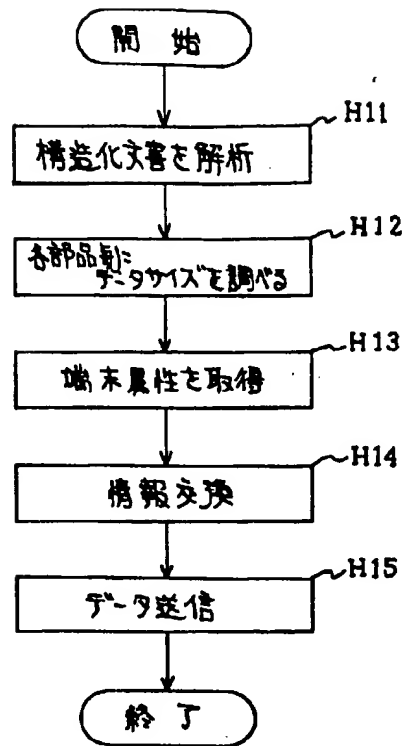 開始
H11
構造化文書を解析
H12
各部品毎に
データサイズを調べる
H13
端末属性を取得
H14
情報交換
H15
データ送信
終了